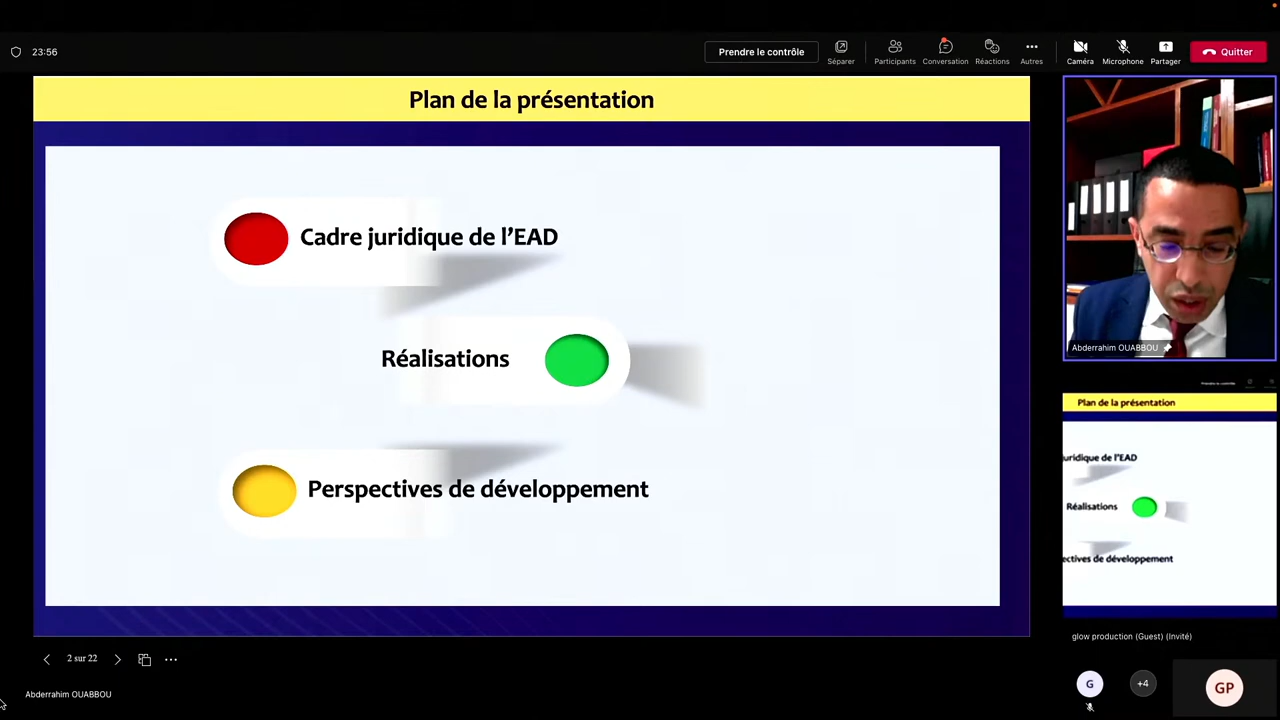 23:56
Prendre le contrôle
Séparer
Participants
Conversation
Réactions
Autres
Caméra
Microphone
Partager
Quitter
Plan de la présentation
Cadre juridique de l'EAD
Réalisations
Perspectives de développement
Abderrahim OUABBOU
Plan de la présentation
uridique de l'EAD
Réalisations
ectives de développement
glow production (Guest) (Invité)
2 sur 22
G
+4
GP
Abderrahim OUABBOU